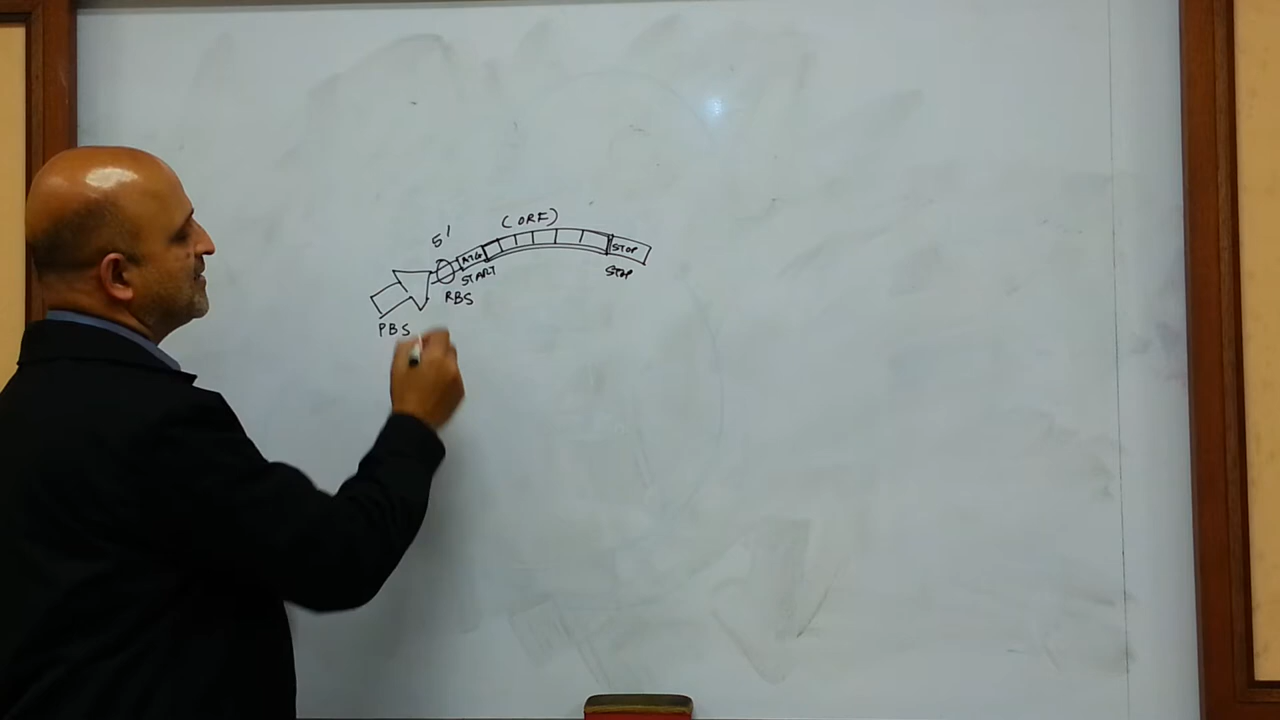 (ORF)
5'
ATG
STOP
START
STOP
RBS
PBS